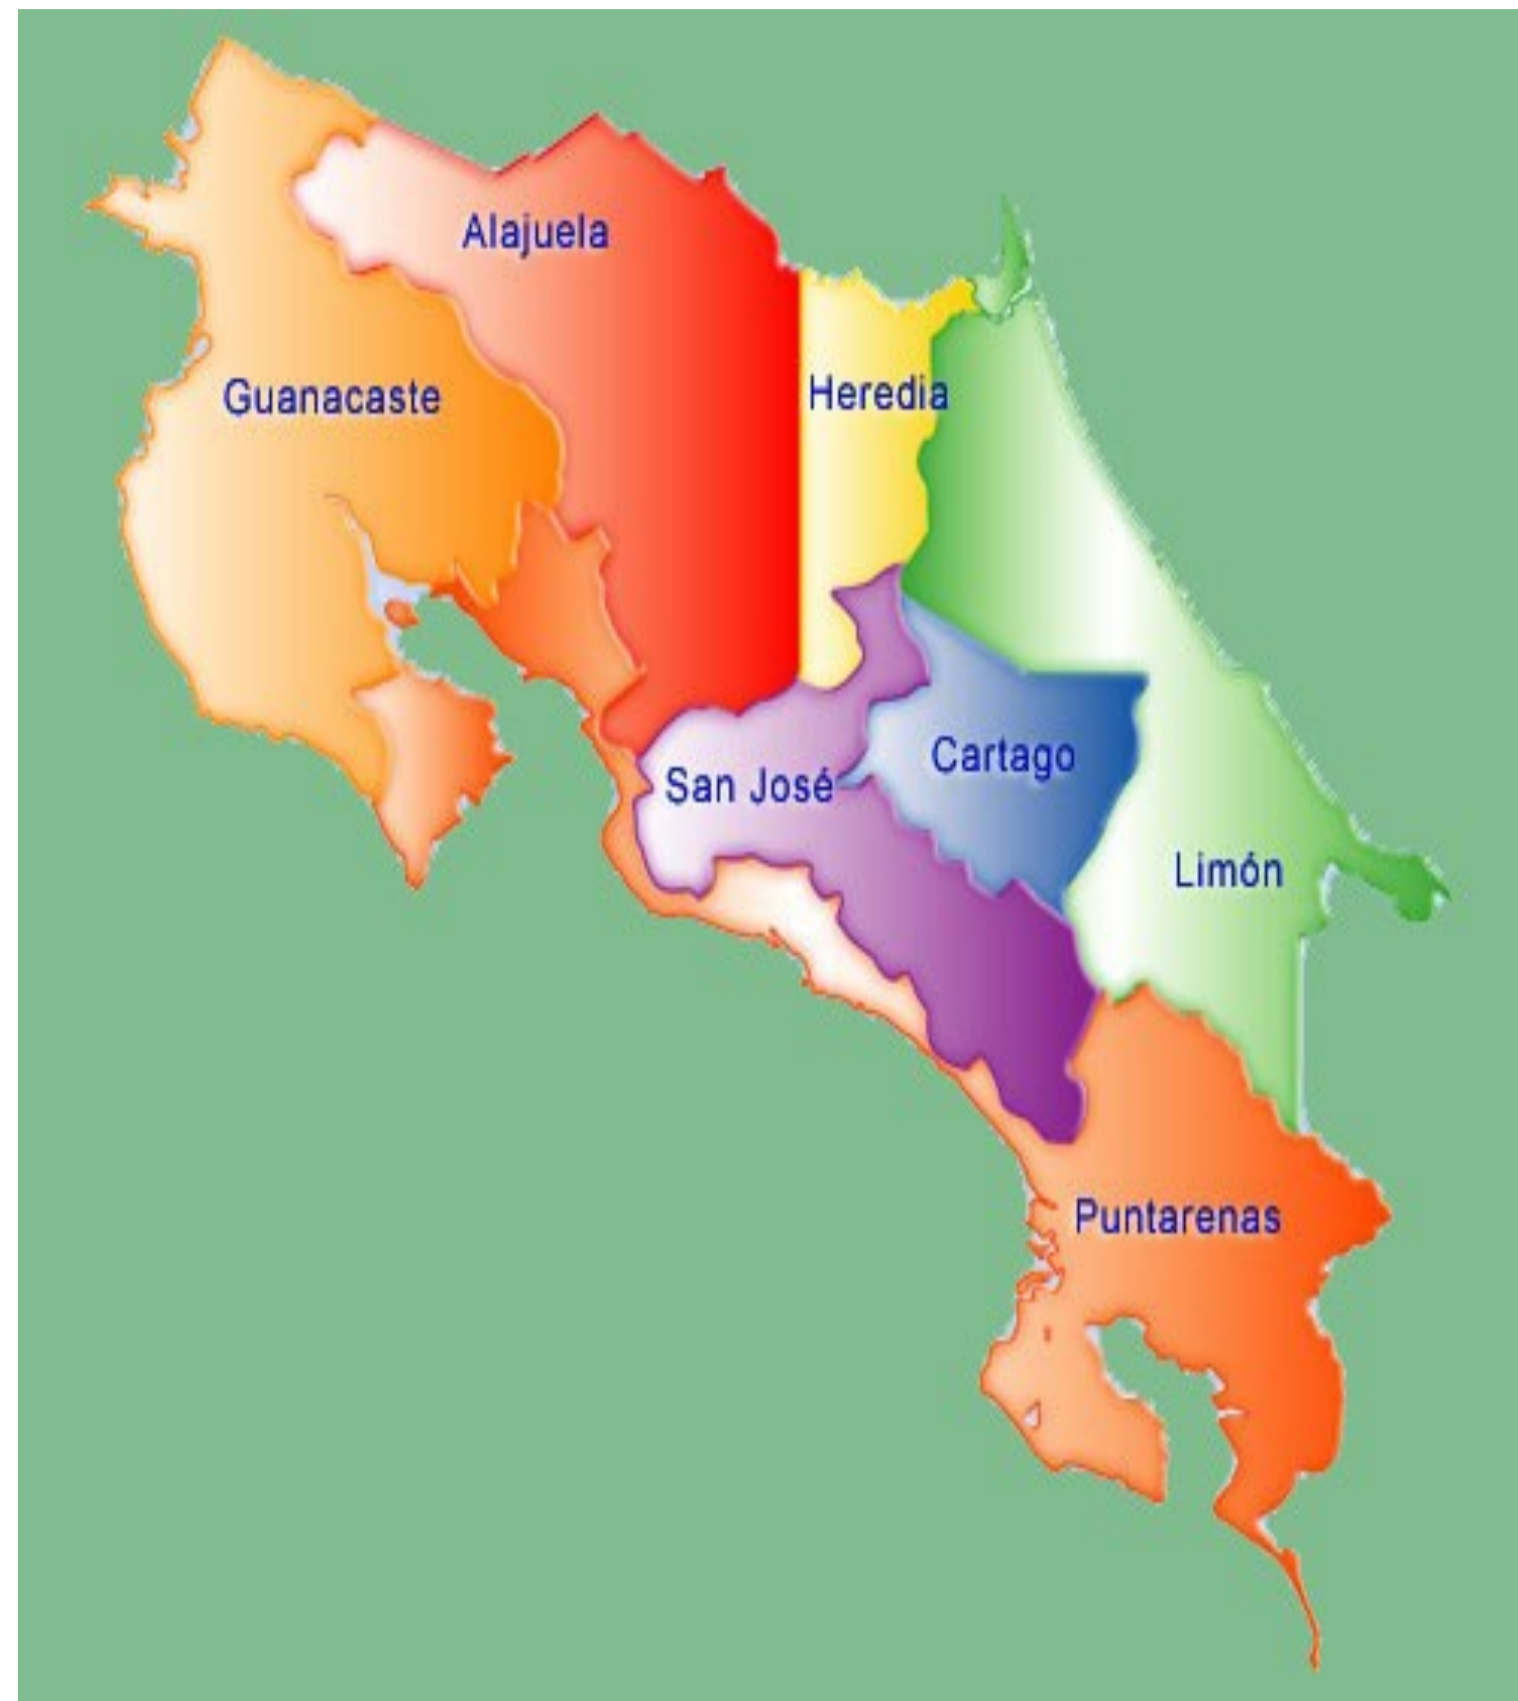 Alajuela
Guanacaste
Heredia
Cartago
San José
Limón
Puntarenas